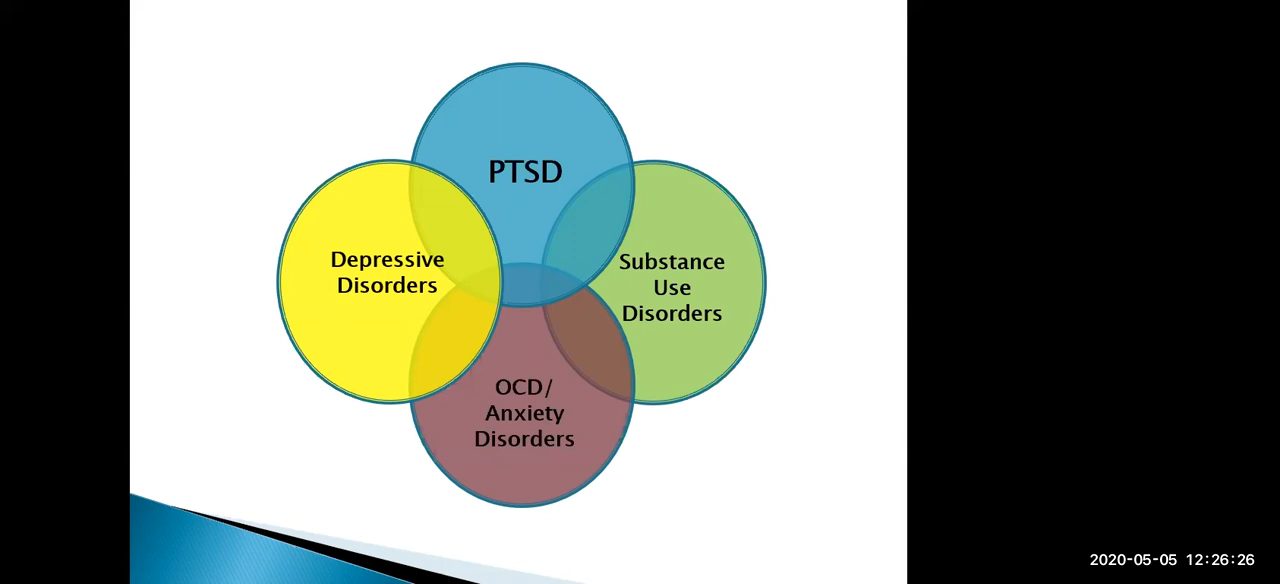 PTSD
Depressive
Disorders
Substance
Use
Disorders
OCD/
Anxiety
Disorders
2020-05-05 12:26:26